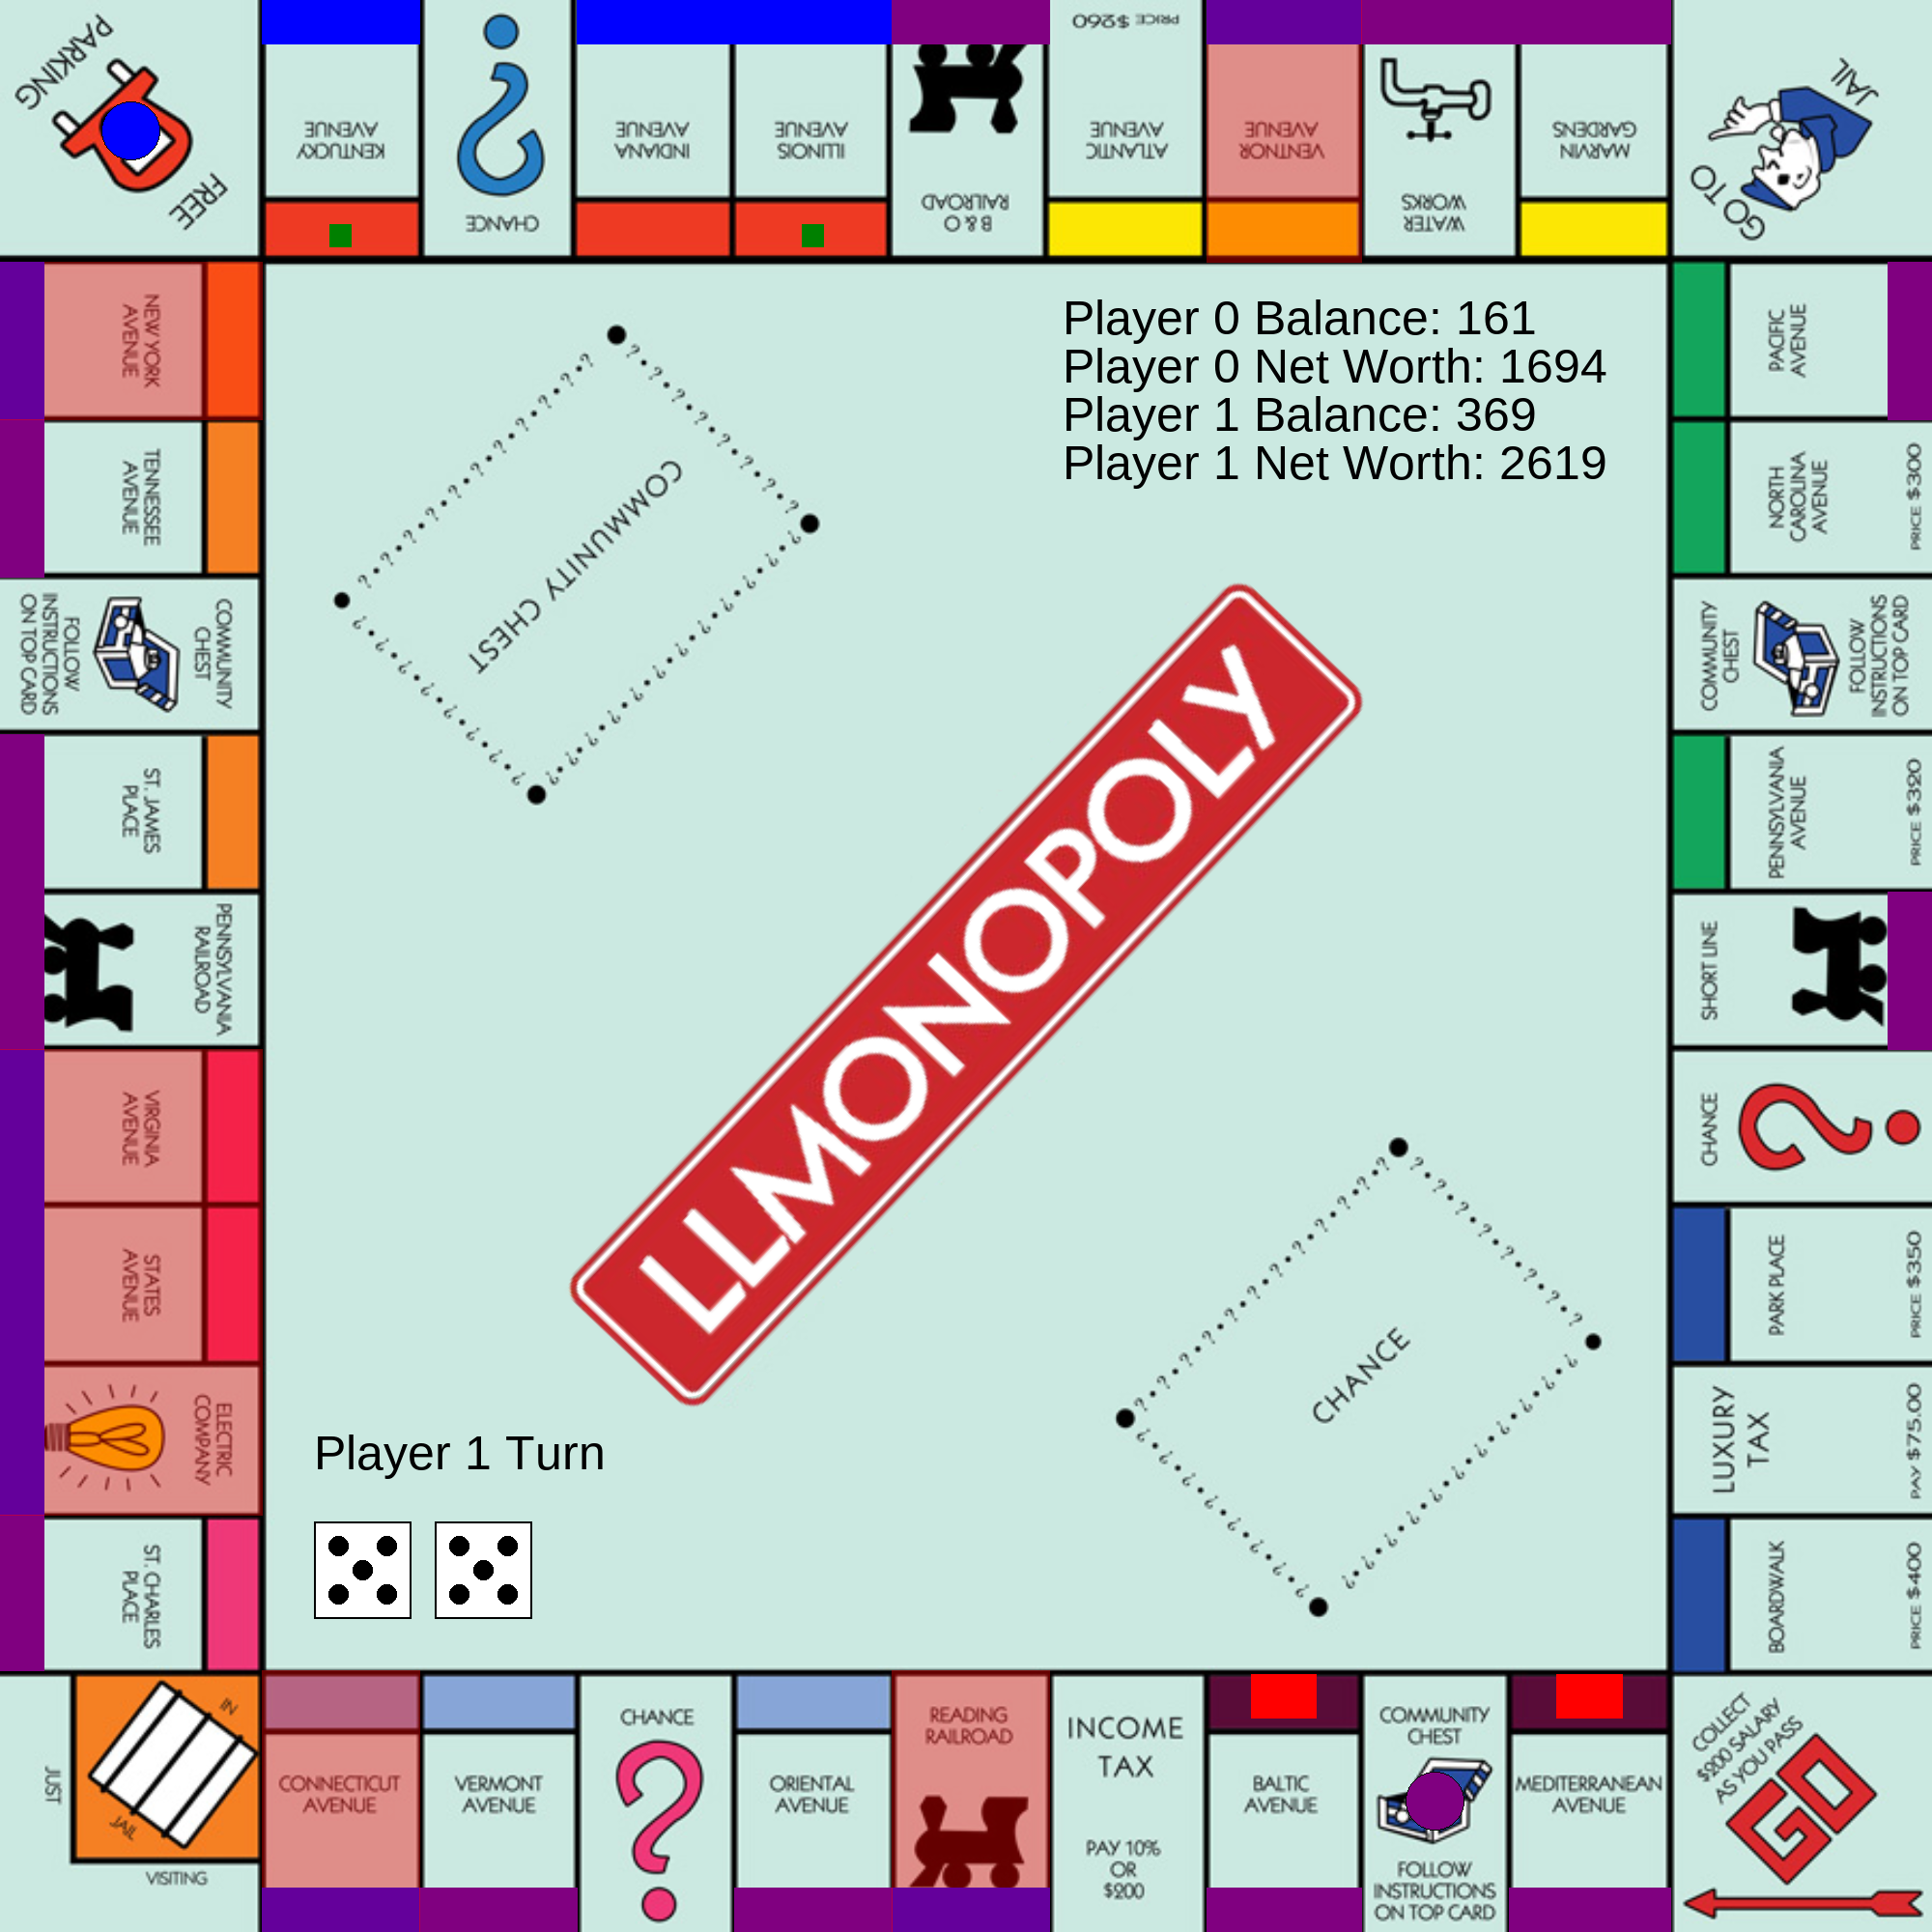 PARKING
FREE
KENTUCKY
AVENUE
CHANCE
INDIANA
AVENUE
ILLINOIS
AVENUE
B & O
RAILROAD
PRICE $260
ATLANTIC
AVENUE
VENTNOR
AVENUE
WATER
WORKS
MARVIN
GARDENS
JAIL
GO TO
NEW YORK
AVENUE
TENNESSEE
AVENUE
COMMUNITY
CHEST
FOLLOW
INSTRUCTIONS
ON TOP CARD
ST. JAMES
PLACE
PENNSYLVANIA
RAILROAD
VIRGINIA
AVENUE
STATES
AVENUE
ELECTRIC
COMPANY
ST. CHARLES
PLACE
Player 0 Balance: 161
Player 0 Net Worth: 1694
Player 1 Balance: 369
Player 1 Net Worth: 2619
COMMUNITY CHEST
LLMONOPOLY
CHANCE
Player 1 Turn
PACIFIC
AVENUE
NORTH
CAROLINA
AVENUE
PRICE $300
COMMUNITY
CHEST
FOLLOW
INSTRUCTIONS
ON TOP CARD
PENNSYLVANIA
AVENUE
PRICE $320
SHORT LINE
CHANCE
PARK PLACE
PRICE $350
LUXURY
TAX
PAY $75.00
BOARDWALK
PRICE $400
JUST
VISITING
IN
JAIL
CONNECTICUT
AVENUE
VERMONT
AVENUE
CHANCE
ORIENTAL
AVENUE
READING
RAILROAD
INCOME
TAX
PAY 10%
OR
$200
BALTIC
AVENUE
COMMUNITY
CHEST
FOLLOW
INSTRUCTIONS
ON TOP CARD
MEDITERRANEAN
AVENUE
COLLECT
$200 SALARY
AS YOU PASS
GO